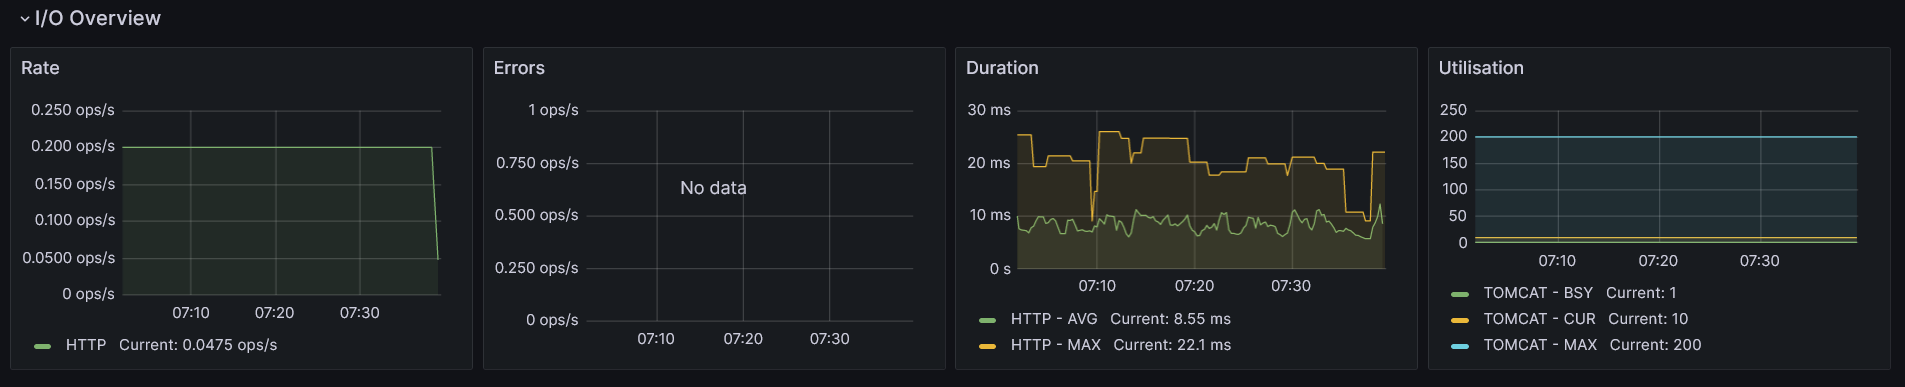 I/O Overview
Rate
0.250 ops/s
0.200 ops/s
0.150 ops/s
0.100 ops/s
0.0500 ops/s
0 ops/s
07:10 07:20 07:30
HTTP Current: 0.0475 ops/s
Errors
1 ops/s
0.750 ops/s
No data
0.500 ops/s
0.250 ops/s
0 ops/s
07:10 07:20 07:30
Duration
30 ms
20 ms
10 ms
0 s
07:10 07:20 07:30
HTTP - AVG Current: 8.55 ms
HTTP - MAX Current: 22.1 ms
Utilisation
250
200
150
100
50
0
07:10 07:20 07:30
TOMCAT - BSY Current: 1
TOMCAT - CUR Current: 10
TOMCAT - MAX Current: 200